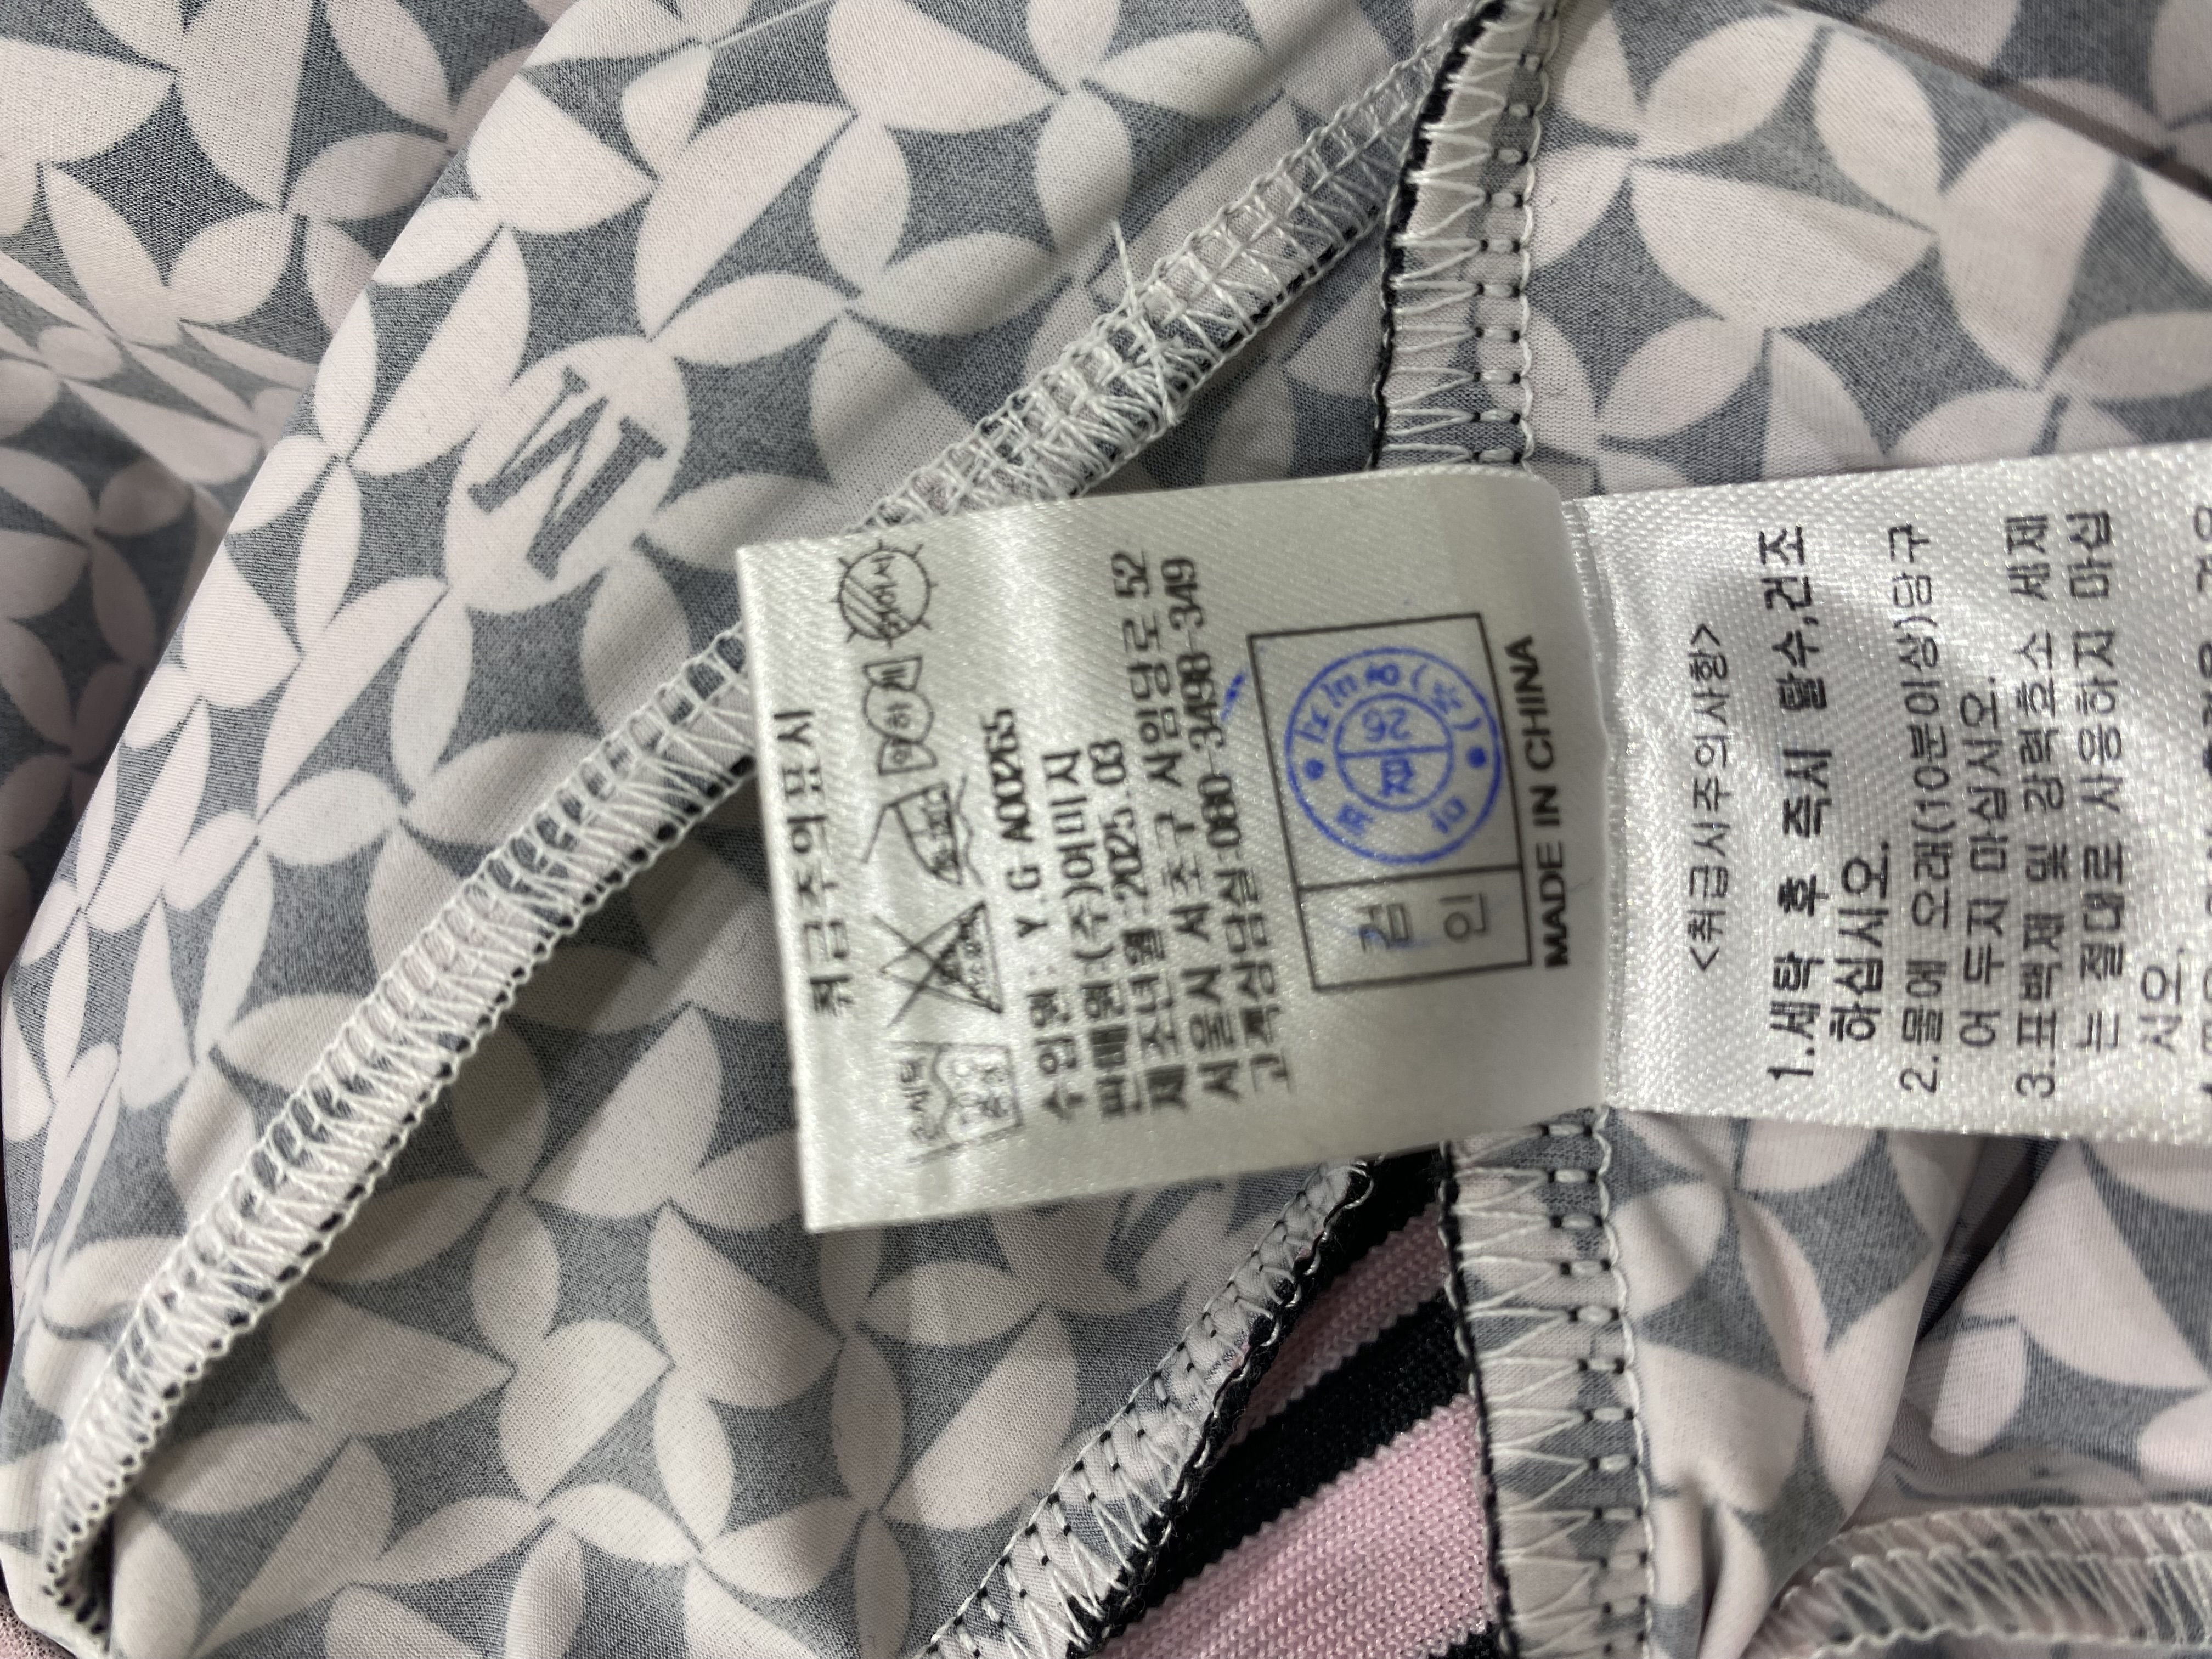 취급주의표시
손세탁
수입원: Y.G A00265
판매원:(주)어미지
제조년월:2025.03
서울시 서초구 사임당로 52
고객상담실:080-3498-349
검
인
26
MADE IN CHINA
<취급시주의사항>
1.세탁 후 즉시 탈수,건조
하십시오.
2.물에 오래(10분이상)담구
어 두지 마십시오.
3.표백제 및 강력효소 세제
는 절대로 사용하지 마십
시오.
M